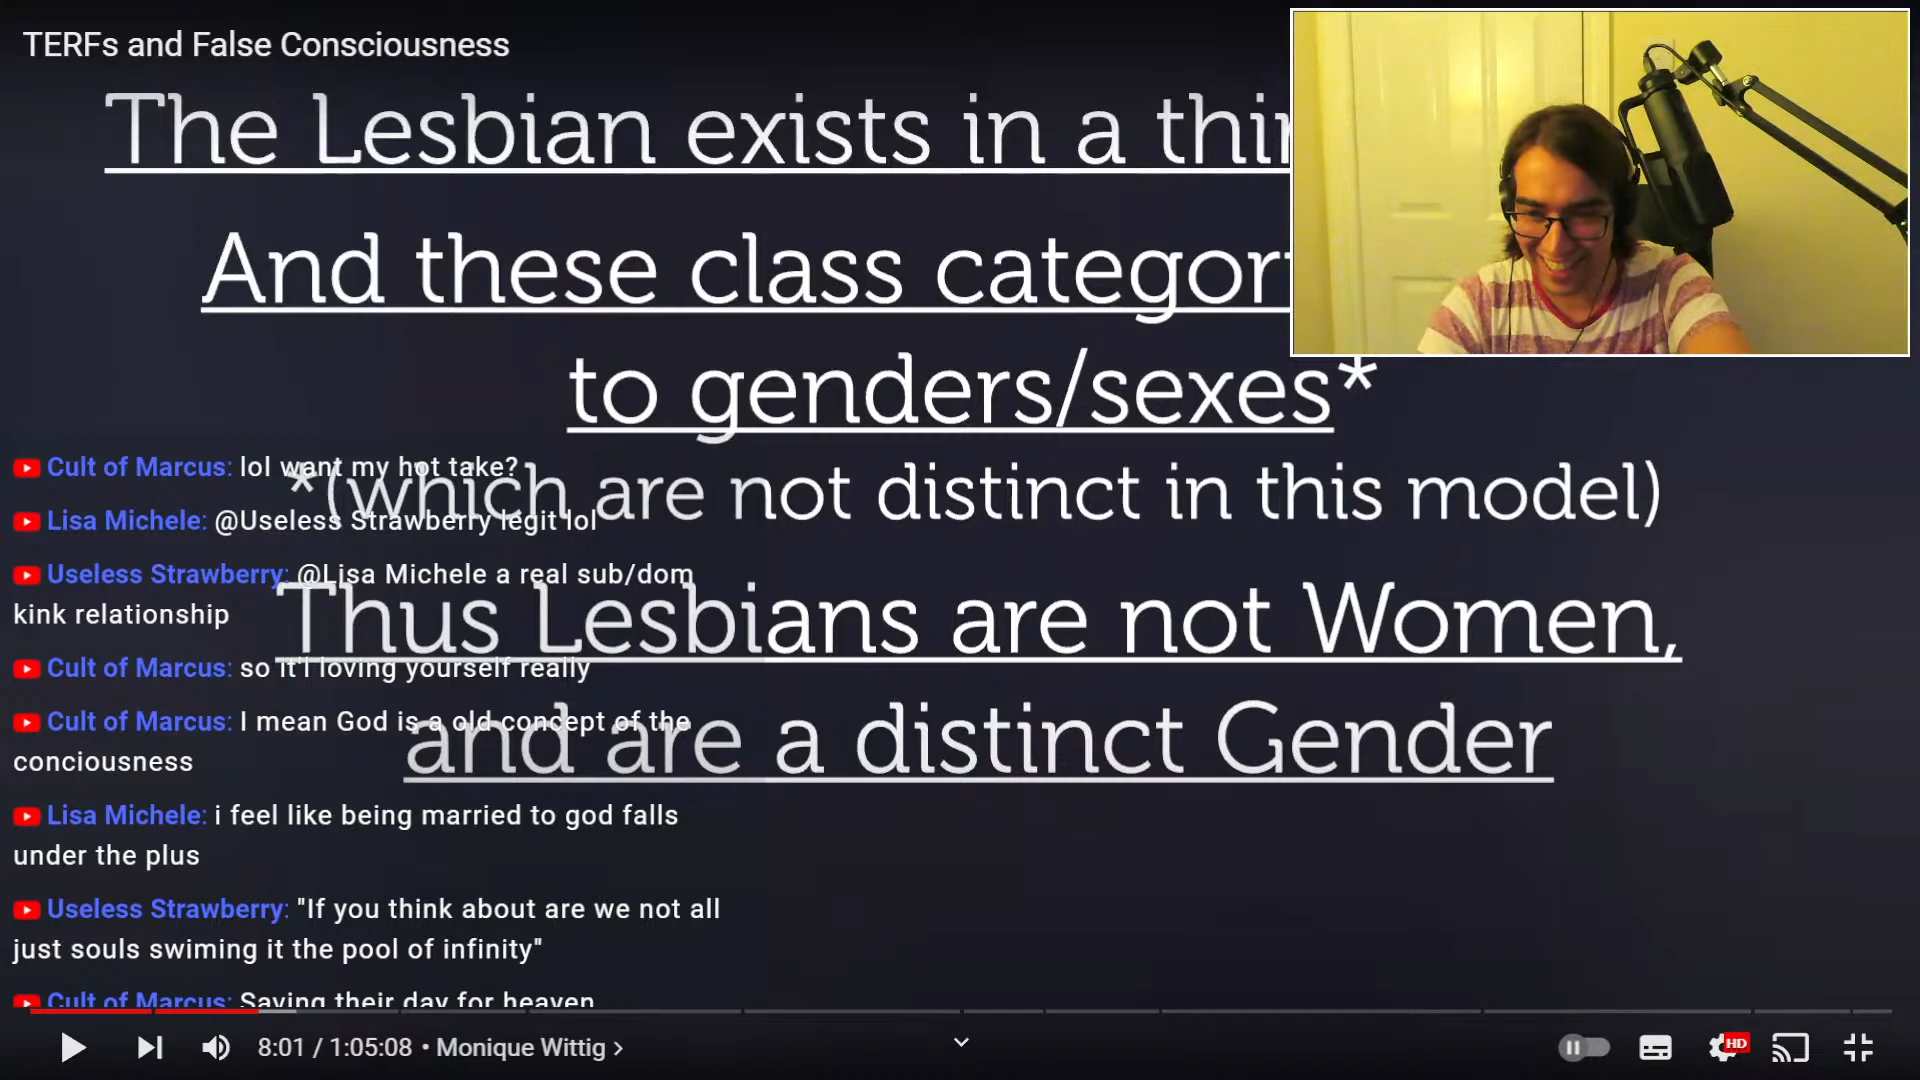 TERFs and False Consciousness
The Lesbian exists in a
And these class
to genders/sexes*
*(which are not distinct in this model)
Thus Lesbians are not Women,
and are a distinct Gender
Cult of Marcus: lol want my hot take?
Lisa Michele: @Useless Strawberry legit lol
Useless Strawberry: @Lisa Michele a real sub/dom
kink relationship
Cult of Marcus: so it'l loving yourself really
Cult of Marcus: I mean God is a old concept of the
conciousness
Lisa Michele: i feel like being married to god falls
under the plus
Useless Strawberry: "If you think about are we not all
just souls swiming it the pool of infinity"
Cult of Marcus: Saving their day for heaven
8:01 / 1:05:08 • Monique Wittig >
HD